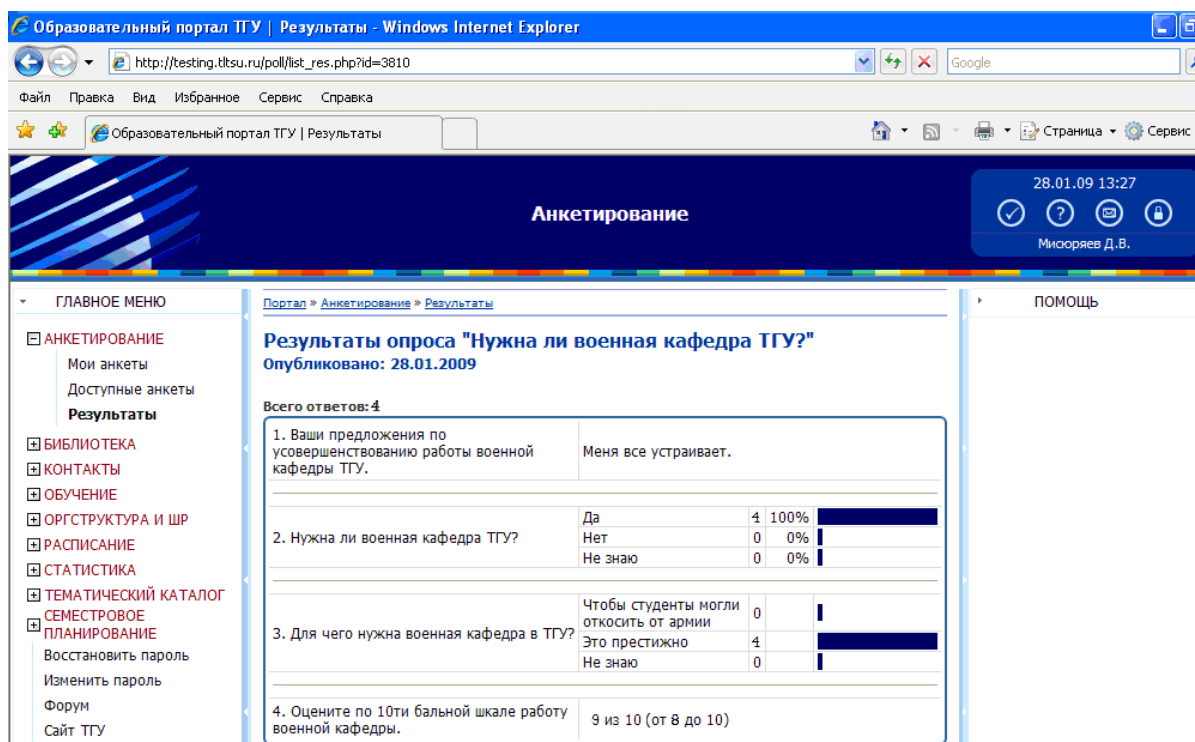 Образовательный портал ТГУ | Результаты - Windows Internet Explorer
http://testing.tltsu.ru/poll/list_res.php?id=3810
Google
Файл Правка Вид Избранное Сервис Справка
Образовательный портал ТГУ | Результаты
Страница
Сервис
Анкетирование
28.01.09 13:27
Мисюряев Д.В.
ГЛАВНОЕ МЕНЮ
АНКЕТИРОВАНИЕ
Мои анкеты
Доступные анкеты
Результаты
БИБЛИОТЕКА
КОНТАКТЫ
ОБУЧЕНИЕ
ОРГСТРУКТУРА И ШР
РАСПИСАНИЕ
СТАТИСТИКА
ТЕМАТИЧЕСКИЙ КАТАЛОГ
СЕМЕСТРОВОЕ
ПЛАНИРОВАНИЕ
Восстановить пароль
Изменить пароль
Форум
Сайт ТГУ
Портал » Анкетирование » Результаты
Результаты опроса "Нужна ли военная кафедра ТГУ?"
Опубликовано: 28.01.2009
Всего ответов: 4
1. Ваши предложения по
усовершенствованию работы военной
кафедры ТГУ.
Меня все устраивает.
2. Нужна ли военная кафедра ТГУ?
Да 4 100%
Нет 0 0%
Не знаю 0 0%
3. Для чего нужна военная кафедра в ТГУ?
Чтобы студенты могли
откосить от армии 0
Это престижно 4
Не знаю 0
4. Оцените по 10ти бальной шкале работу
военной кафедры.
9 из 10 (от 8 до 10)
ПОМОЩЬ